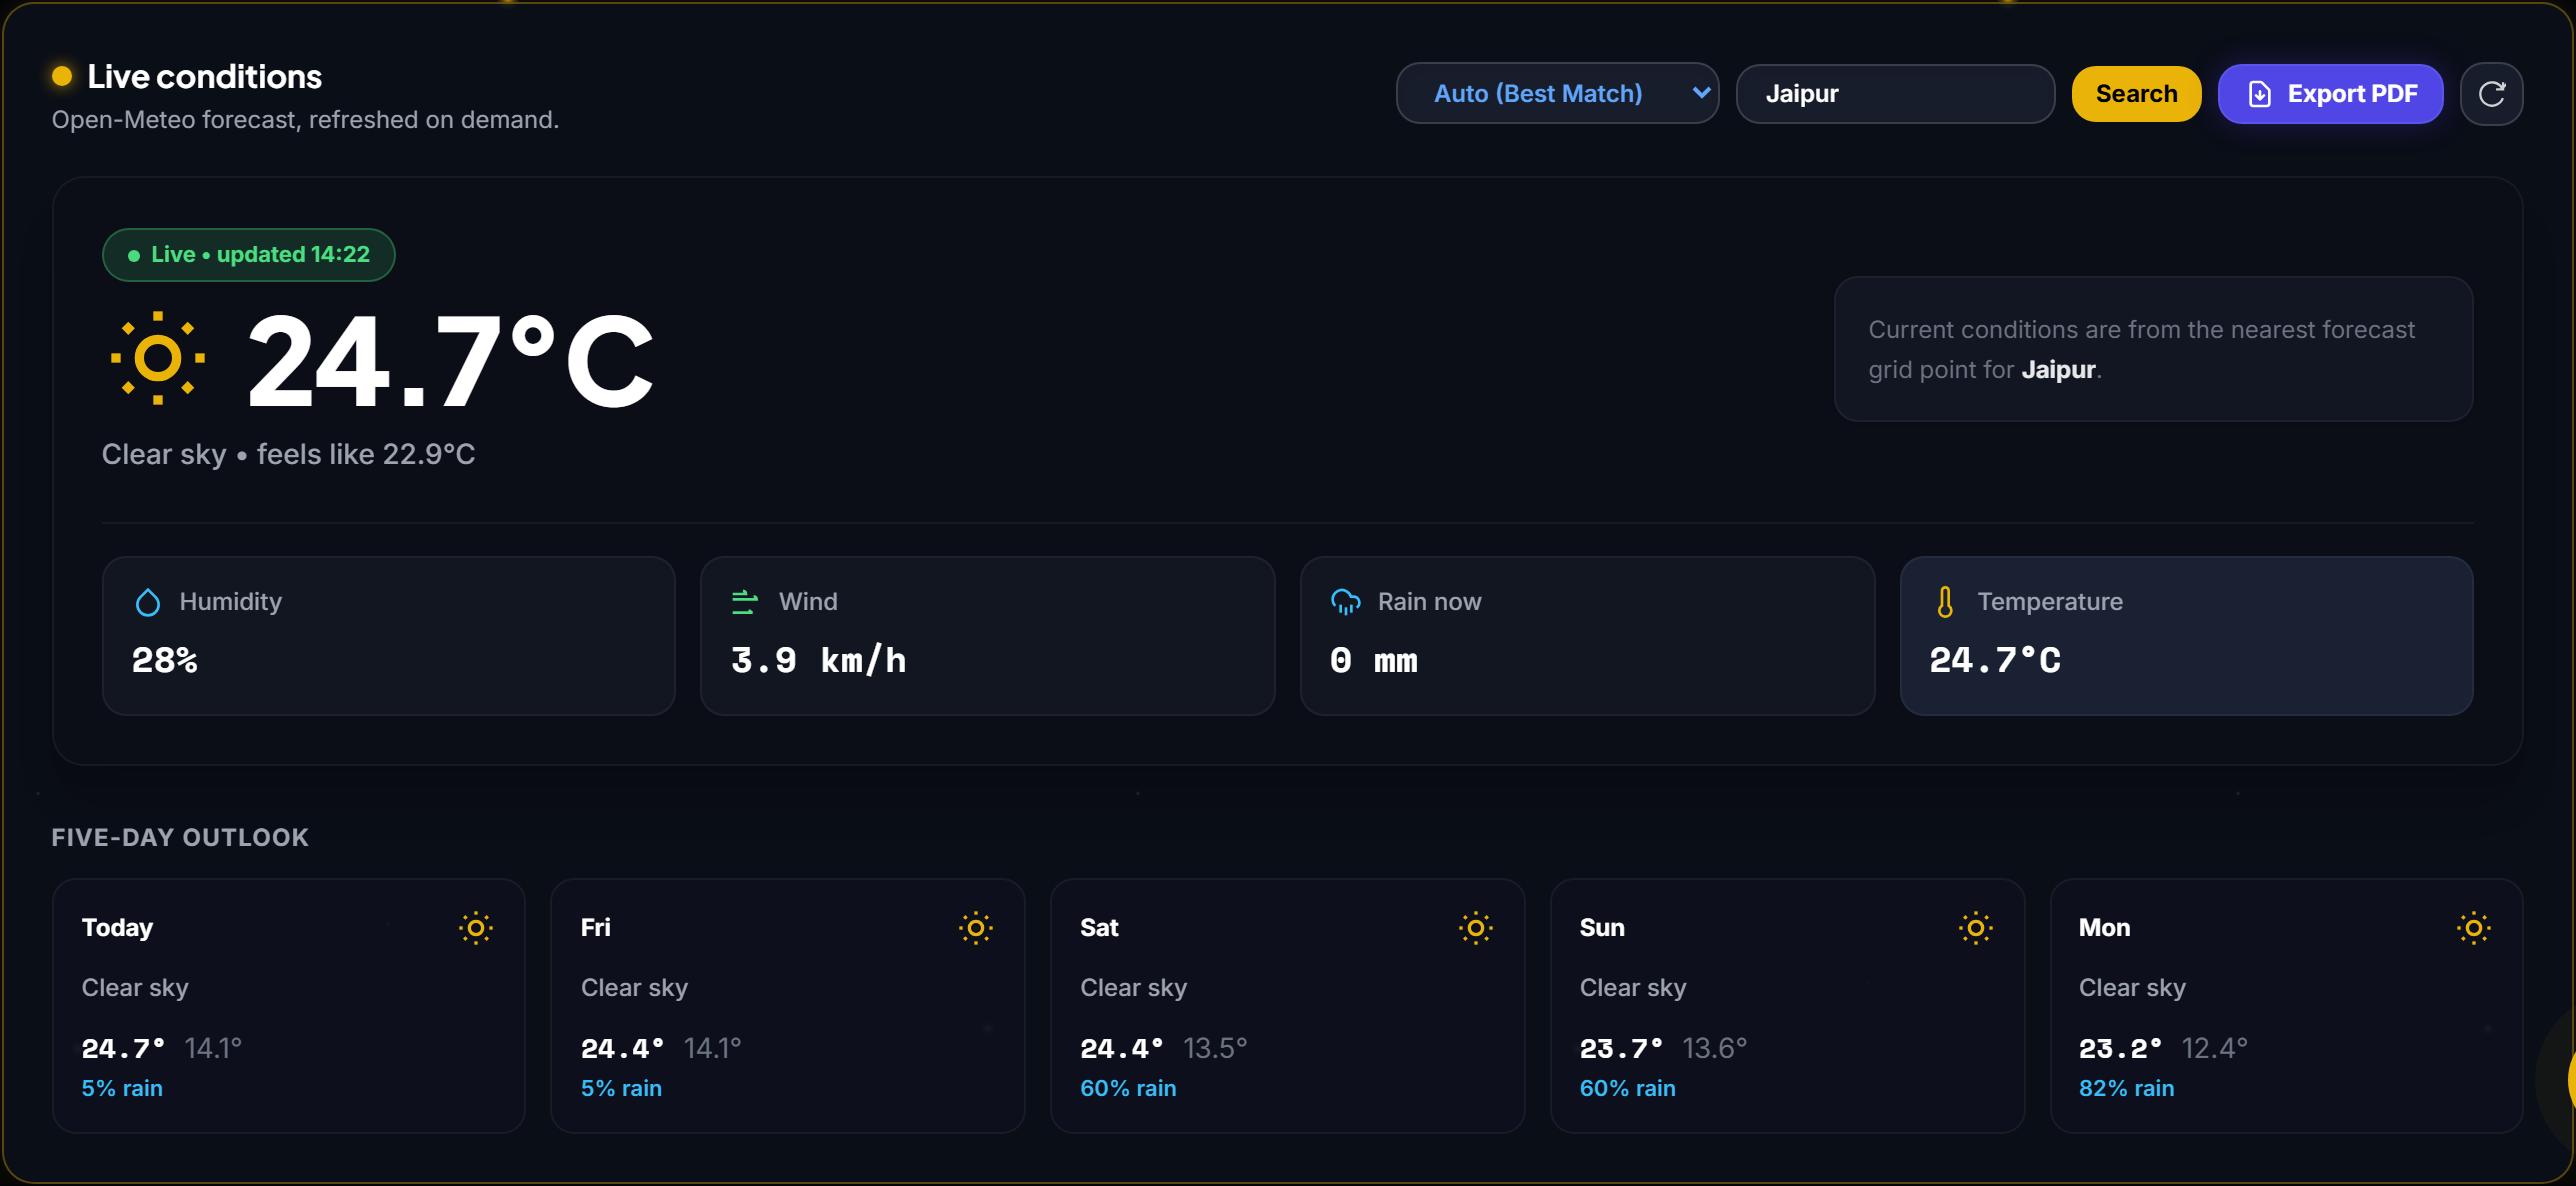 Live conditions
Open-Meteo forecast, refreshed on demand.
Auto (Best Match)
Jaipur
Search
Export PDF
Live • updated 14:22
24.7°C
Clear sky • feels like 22.9°C
Current conditions are from the nearest forecast
grid point for Jaipur.
Humidity
28%
Wind
3.9 km/h
Rain now
0 mm
Temperature
24.7°C
FIVE-DAY OUTLOOK
Today
Clear sky
24.7° 14.1°
5% rain
Fri
Clear sky
24.4° 14.1°
5% rain
Sat
Clear sky
24.4° 13.5°
60% rain
Sun
Clear sky
23.7° 13.6°
60% rain
Mon
Clear sky
23.2° 12.4°
82% rain